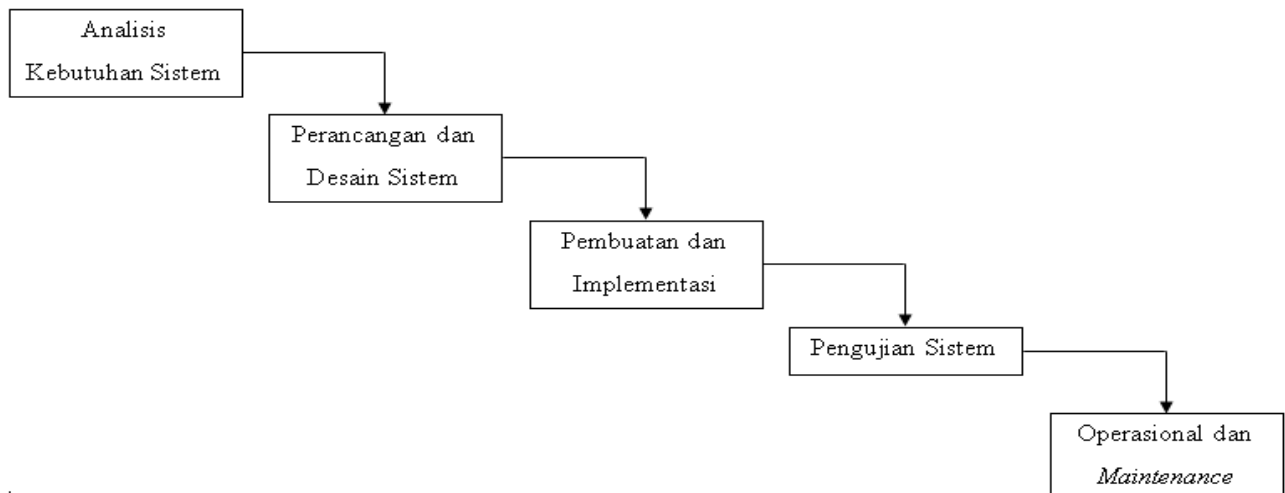 Analisis
Kebutuhan Sistem
Perancangan dan
Desain Sistem
Pembuatan dan
Implementasi
Pengujian Sistem
Operasional dan
Maintenance